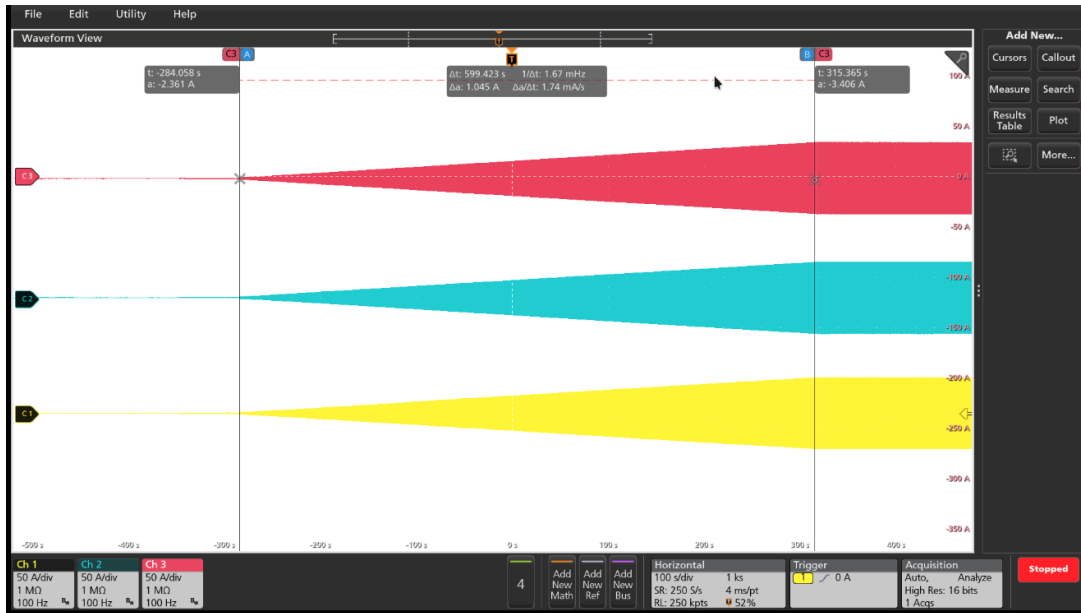 File Edit Utility Help
Waveform View
Add New...
C3 A
B C3
U
T
t: -284.058 s
a: -2.361 A
Δt: 599.423 s 1/Δt: 1.67 mHz
Δa: 1.045 A Δa/Δt: 1.74 mA/s
t: 315.365 s
a: -3.406 A
100 A
50 A
0 A
-50 A
-100 A
-150 A
-200 A
-250 A
-300 A
-350 A
C3
C2
C1
-500 s -400 s -300 s -200 s -100 s 0 s 100 s 200 s 300 s 400 s
Cursors Callout
Measure Search
Results Table Plot
More...
Ch 1
50 A/div
1 MΩ
100 Hz Bw
Ch 2
50 A/div
1 MΩ
100 Hz Bw
Ch 3
50 A/div
1 MΩ
100 Hz Bw
4
Add New Math
Add New Ref
Add New Bus
Horizontal
100 s/div 1 ks
SR: 250 S/s 4 ms/pt
RL: 250 kpts U 52%
Trigger
1 0 A
Acquisition
Auto, Analyze
High Res: 16 bits
1 Acqs
Stopped